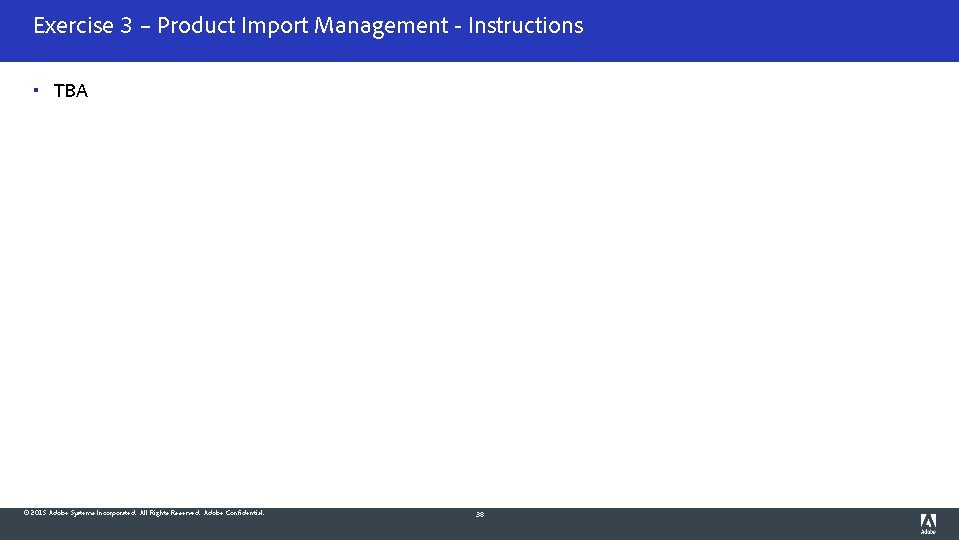 Exercise 3 – Product Import Management - Instructions
▪ TBA
© 2015 Adobe Systems Incorporated. All Rights Reserved. Adobe Confidential.
38
Adobe